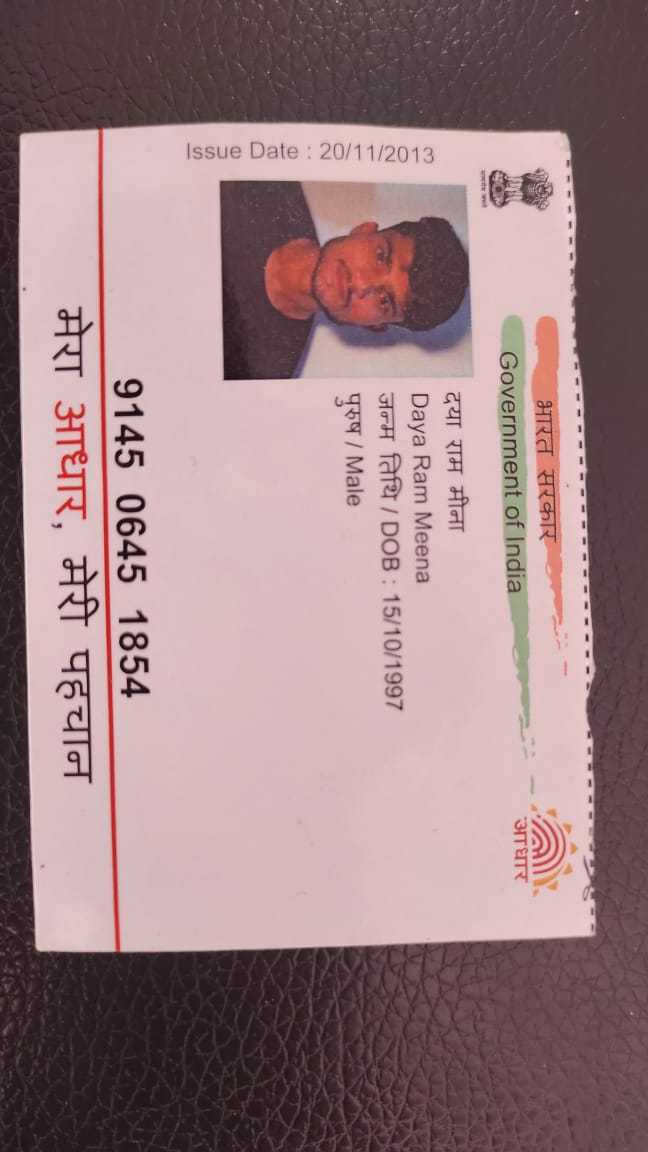 भारत सरकार
Government of India
Issue Date : 20/11/2013
दया राम मीना
Daya Ram Meena
जन्म तिथि / DOB : 15/10/1997
पुरुष / Male
आधार
9145 0645 1854
मेरा आधार, मेरी पहचान